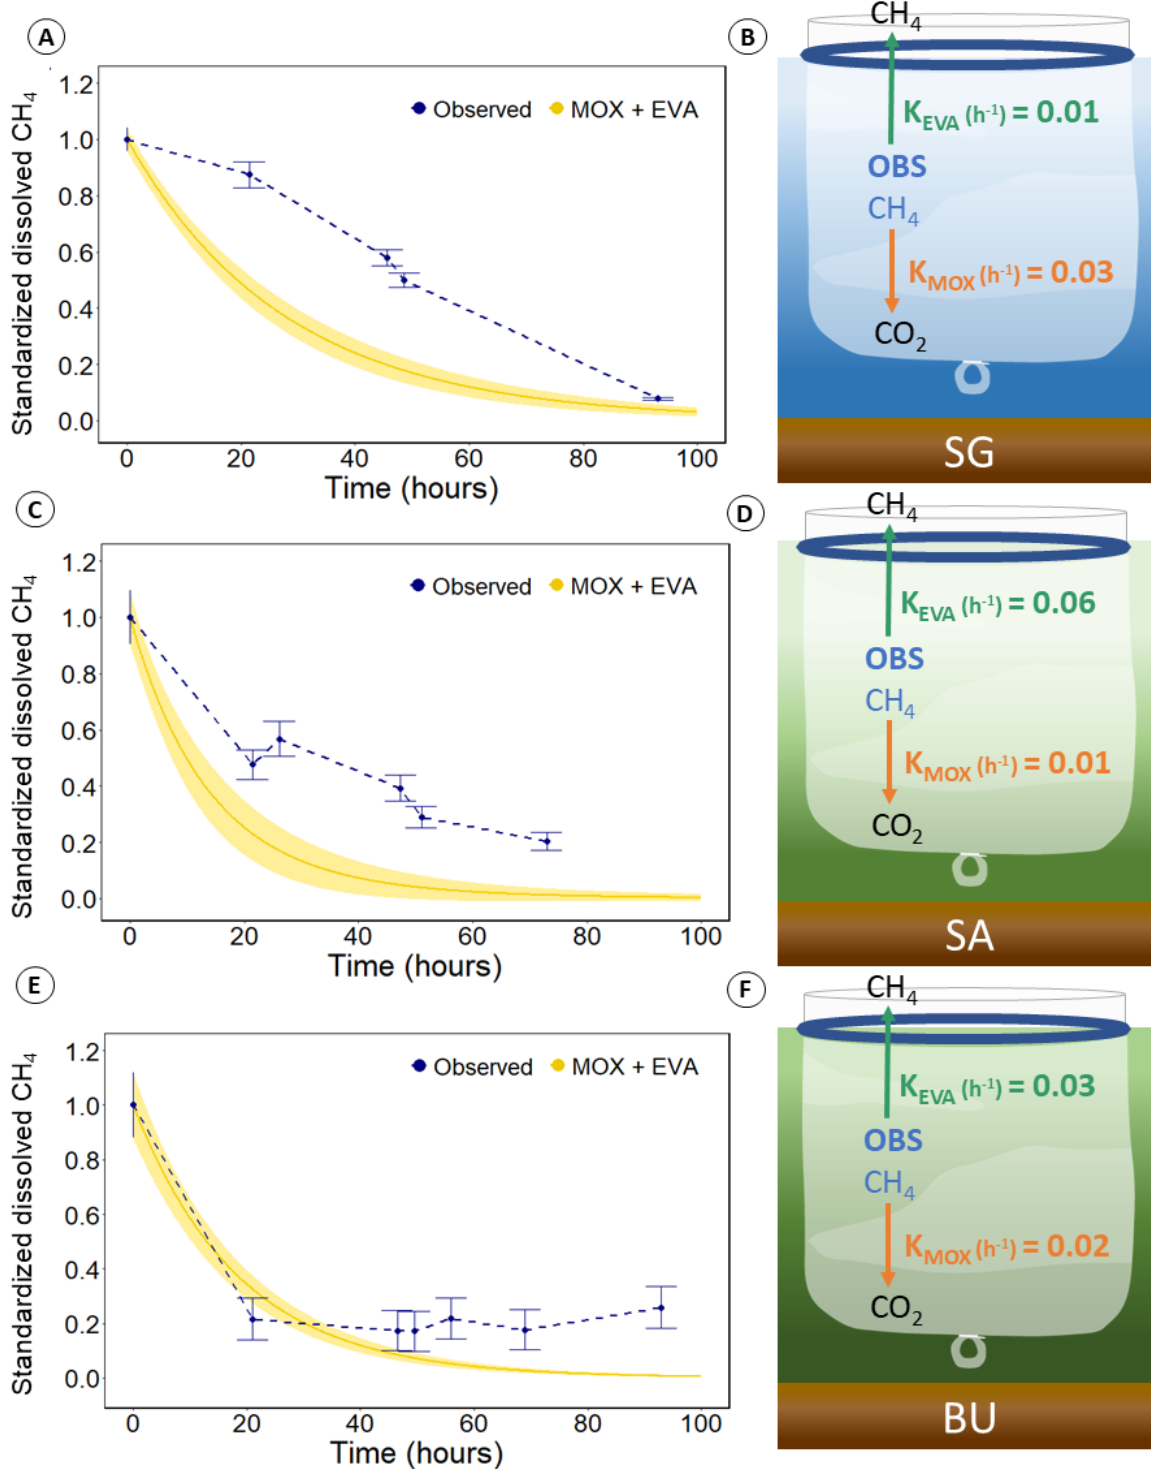 A
Standardized dissolved CH4
1.2
1.0
0.8
0.6
0.4
0.2
0.0
Observed MOX + EVA
0 20 40 60 80 100
Time (hours)
B
CH4
KEVA (h-1) = 0.01
OBS
CH4
KMOX (h-1) = 0.03
CO2
SG
C
Standardized dissolved CH4
1.2
1.0
0.8
0.6
0.4
0.2
0.0
Observed MOX + EVA
0 20 40 60 80 100
Time (hours)
D
CH4
KEVA (h-1) = 0.06
OBS
CH4
KMOX (h-1) = 0.01
CO2
SA
E
Standardized dissolved CH4
1.2
1.0
0.8
0.6
0.4
0.2
0.0
Observed MOX + EVA
0 20 40 60 80 100
Time (hours)
F
CH4
KEVA (h-1) = 0.03
OBS
CH4
KMOX (h-1) = 0.02
CO2
BU